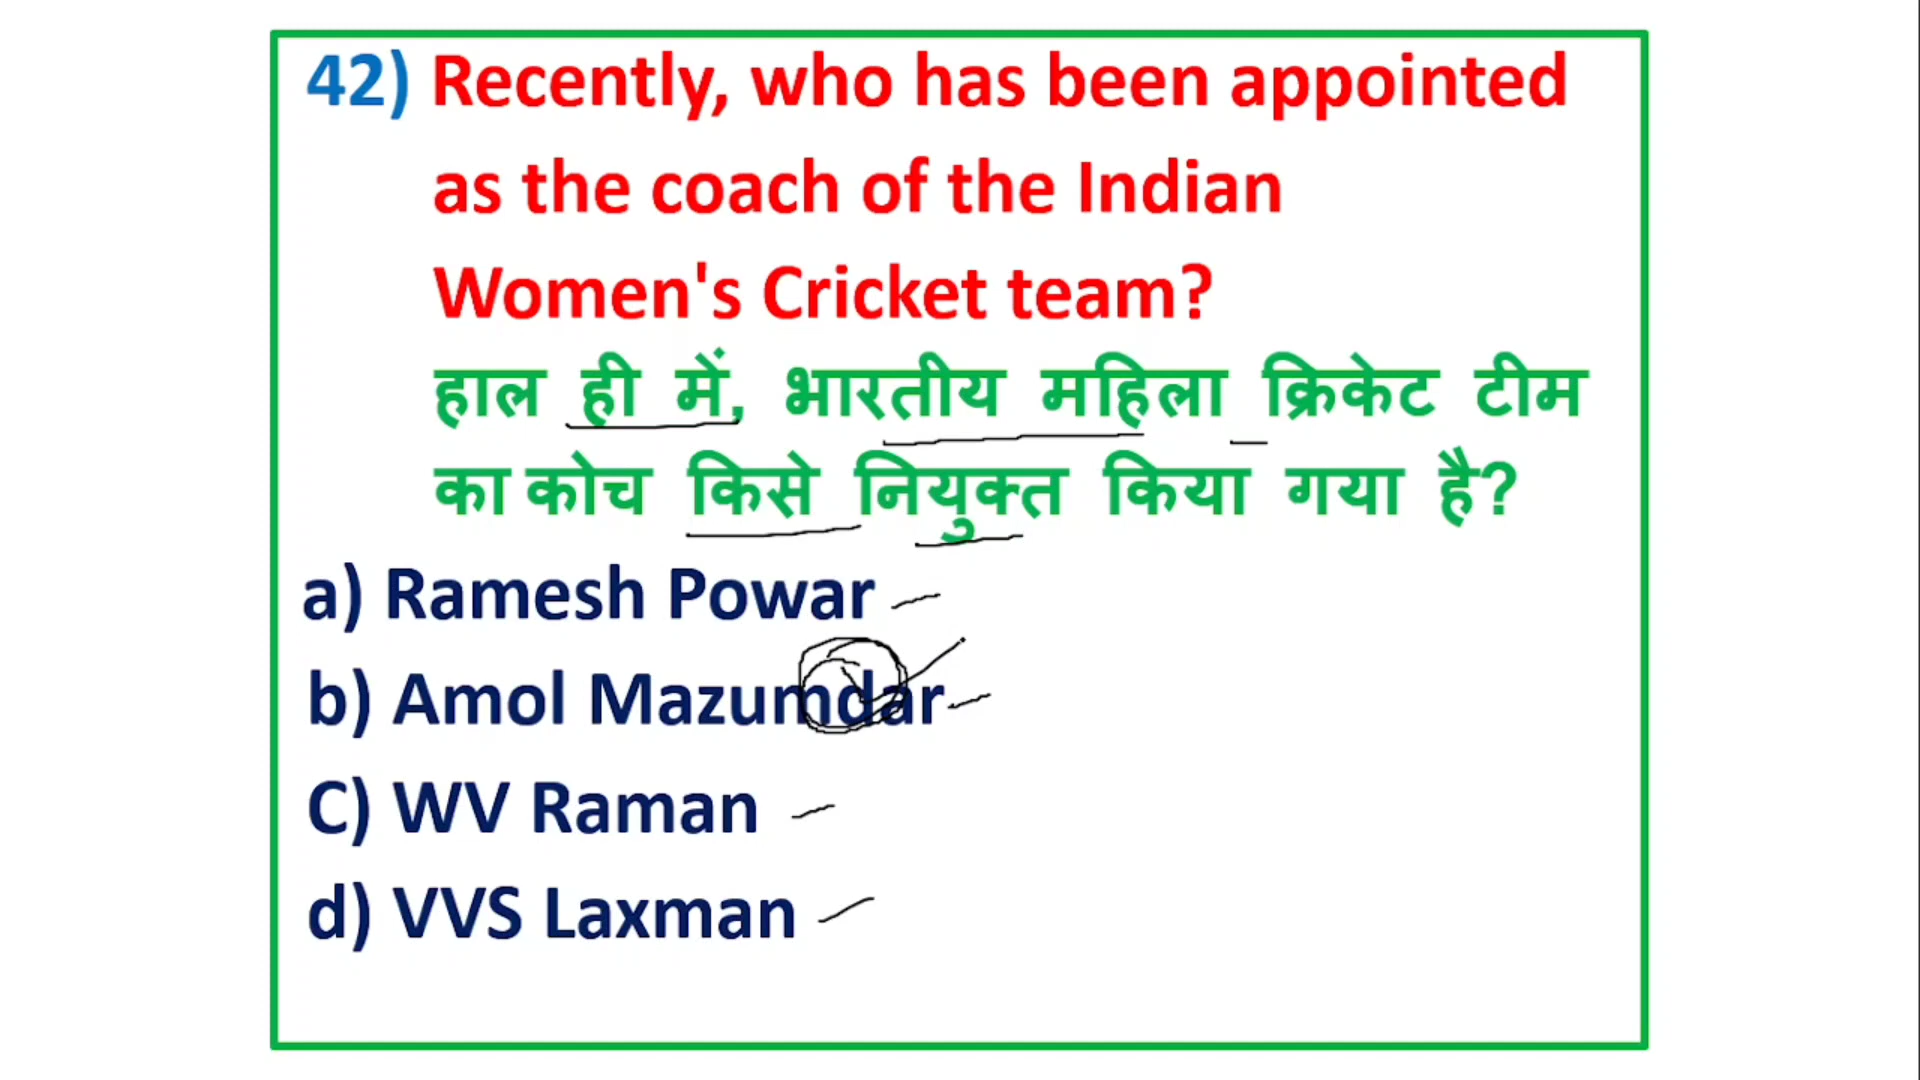 42) Recently, who has been appointed
as the coach of the Indian
Women's Cricket team?
हाल ही में, भारतीय महिला क्रिकेट टीम
का कोच किसे नियुक्त किया गया है?
a) Ramesh Powar
b) Amol Mazumdar
C) WV Raman
d) VVS Laxman